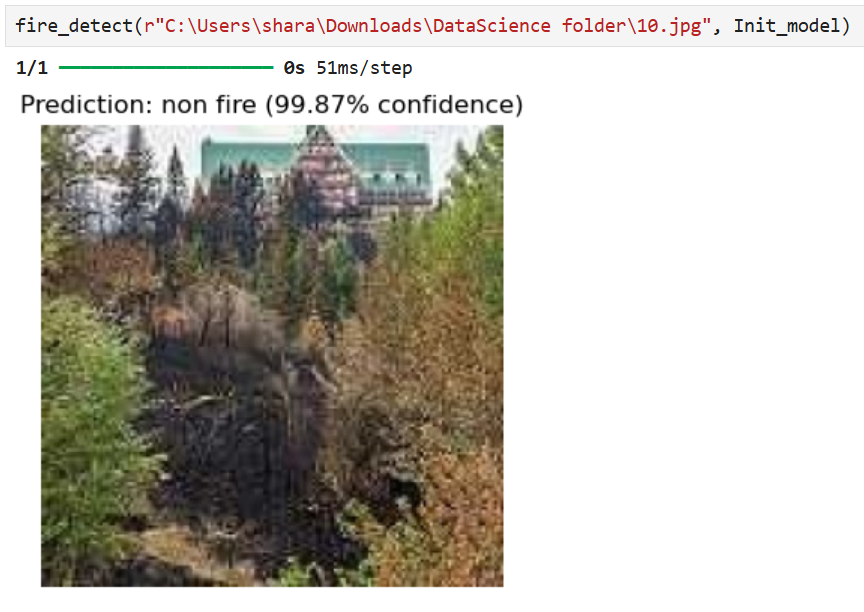 fire_detect(r"C:\Users\shara\Downloads\DataScience folder\10.jpg", Init_model)
1/1 ━━━━━━━━━━━━━━━━━━━━ 0s 51ms/step
Prediction: non fire (99.87% confidence)